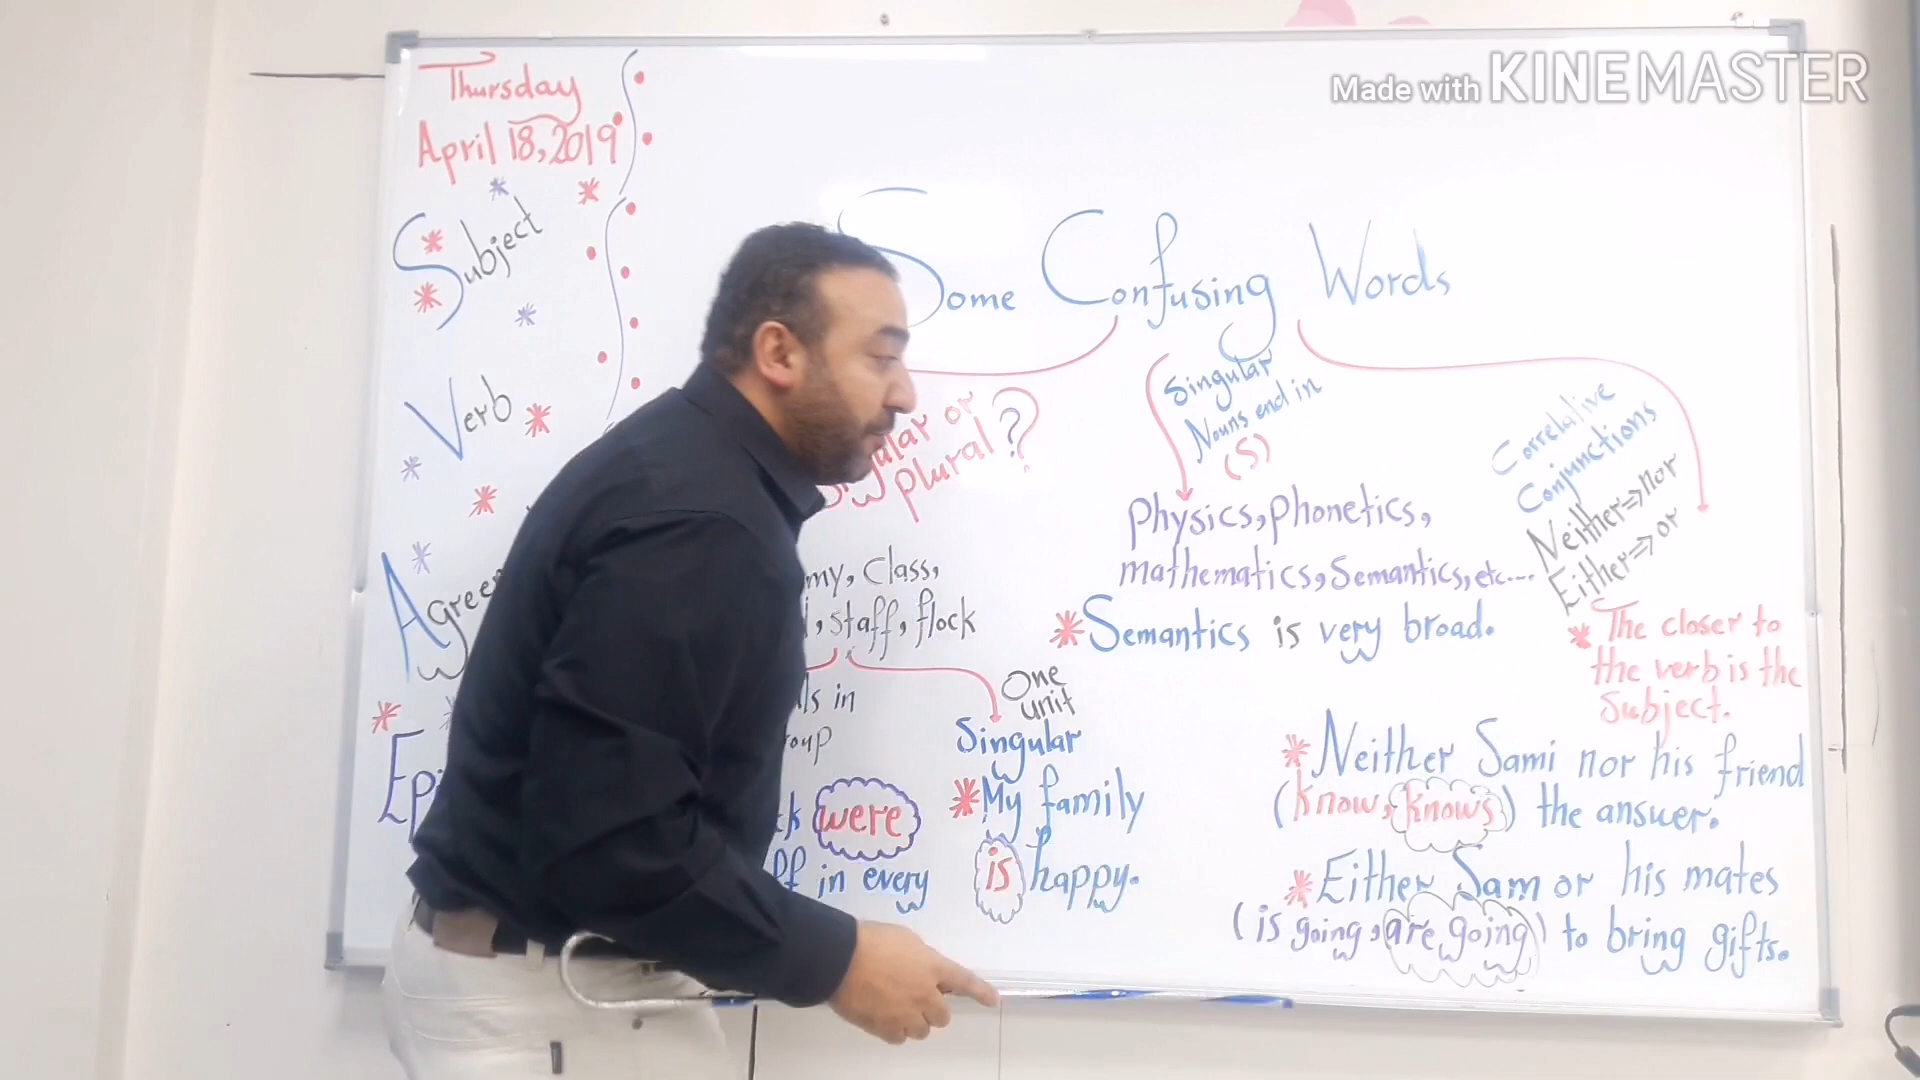 Made with KINEMASTER
Thursday
April 18, 2019
Subject
Verb
Some Confusing Words
or
plural?
class,
, staff, flock
in
One
unit
Singular
were
in every
*My family
is happy.
Singular
Nouns end in
(S)
Physics, Phonetics,
mathematics, Semantics, etc....
*Semantics is very broad.
Correlative
Conjunctions
Neither=>nor
Either=>or
*The closer to
the verb is the
Subject.
*Neither Sami nor his friend
(know, knows) the answer.
*Either Sam or his mates
(is going, are going) to bring gifts.